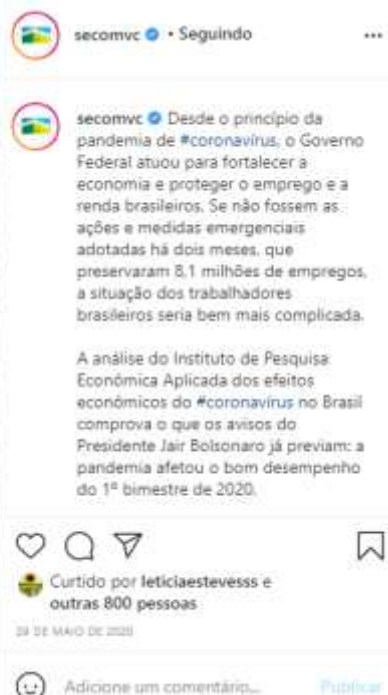 secomvc • Seguindo
secomvc Desde o princípio da
pandemia de #coronavírus, o Governo
Federal atuou para fortalecer a
economia e proteger o emprego e a
renda brasileiros. Se não fossem as
ações e medidas emergenciais
adotadas há dois meses, que
preservaram 8,1 milhões de empregos,
a situação dos trabalhadores
brasileiros seria bem mais complicada.
A análise do Instituto de Pesquisa
Econômica Aplicada dos efeitos
econômicos do #coronavírus no Brasil
comprova o que os avisos do
Presidente Jair Bolsonaro já previam: a
pandemia afetou o bom desempenho
do 1º bimestre de 2020.
Curtido por leticiaestevesss e
outras 800 pessoas
29 DE MAIO DE 2020
Adicione um comentário... Publicar